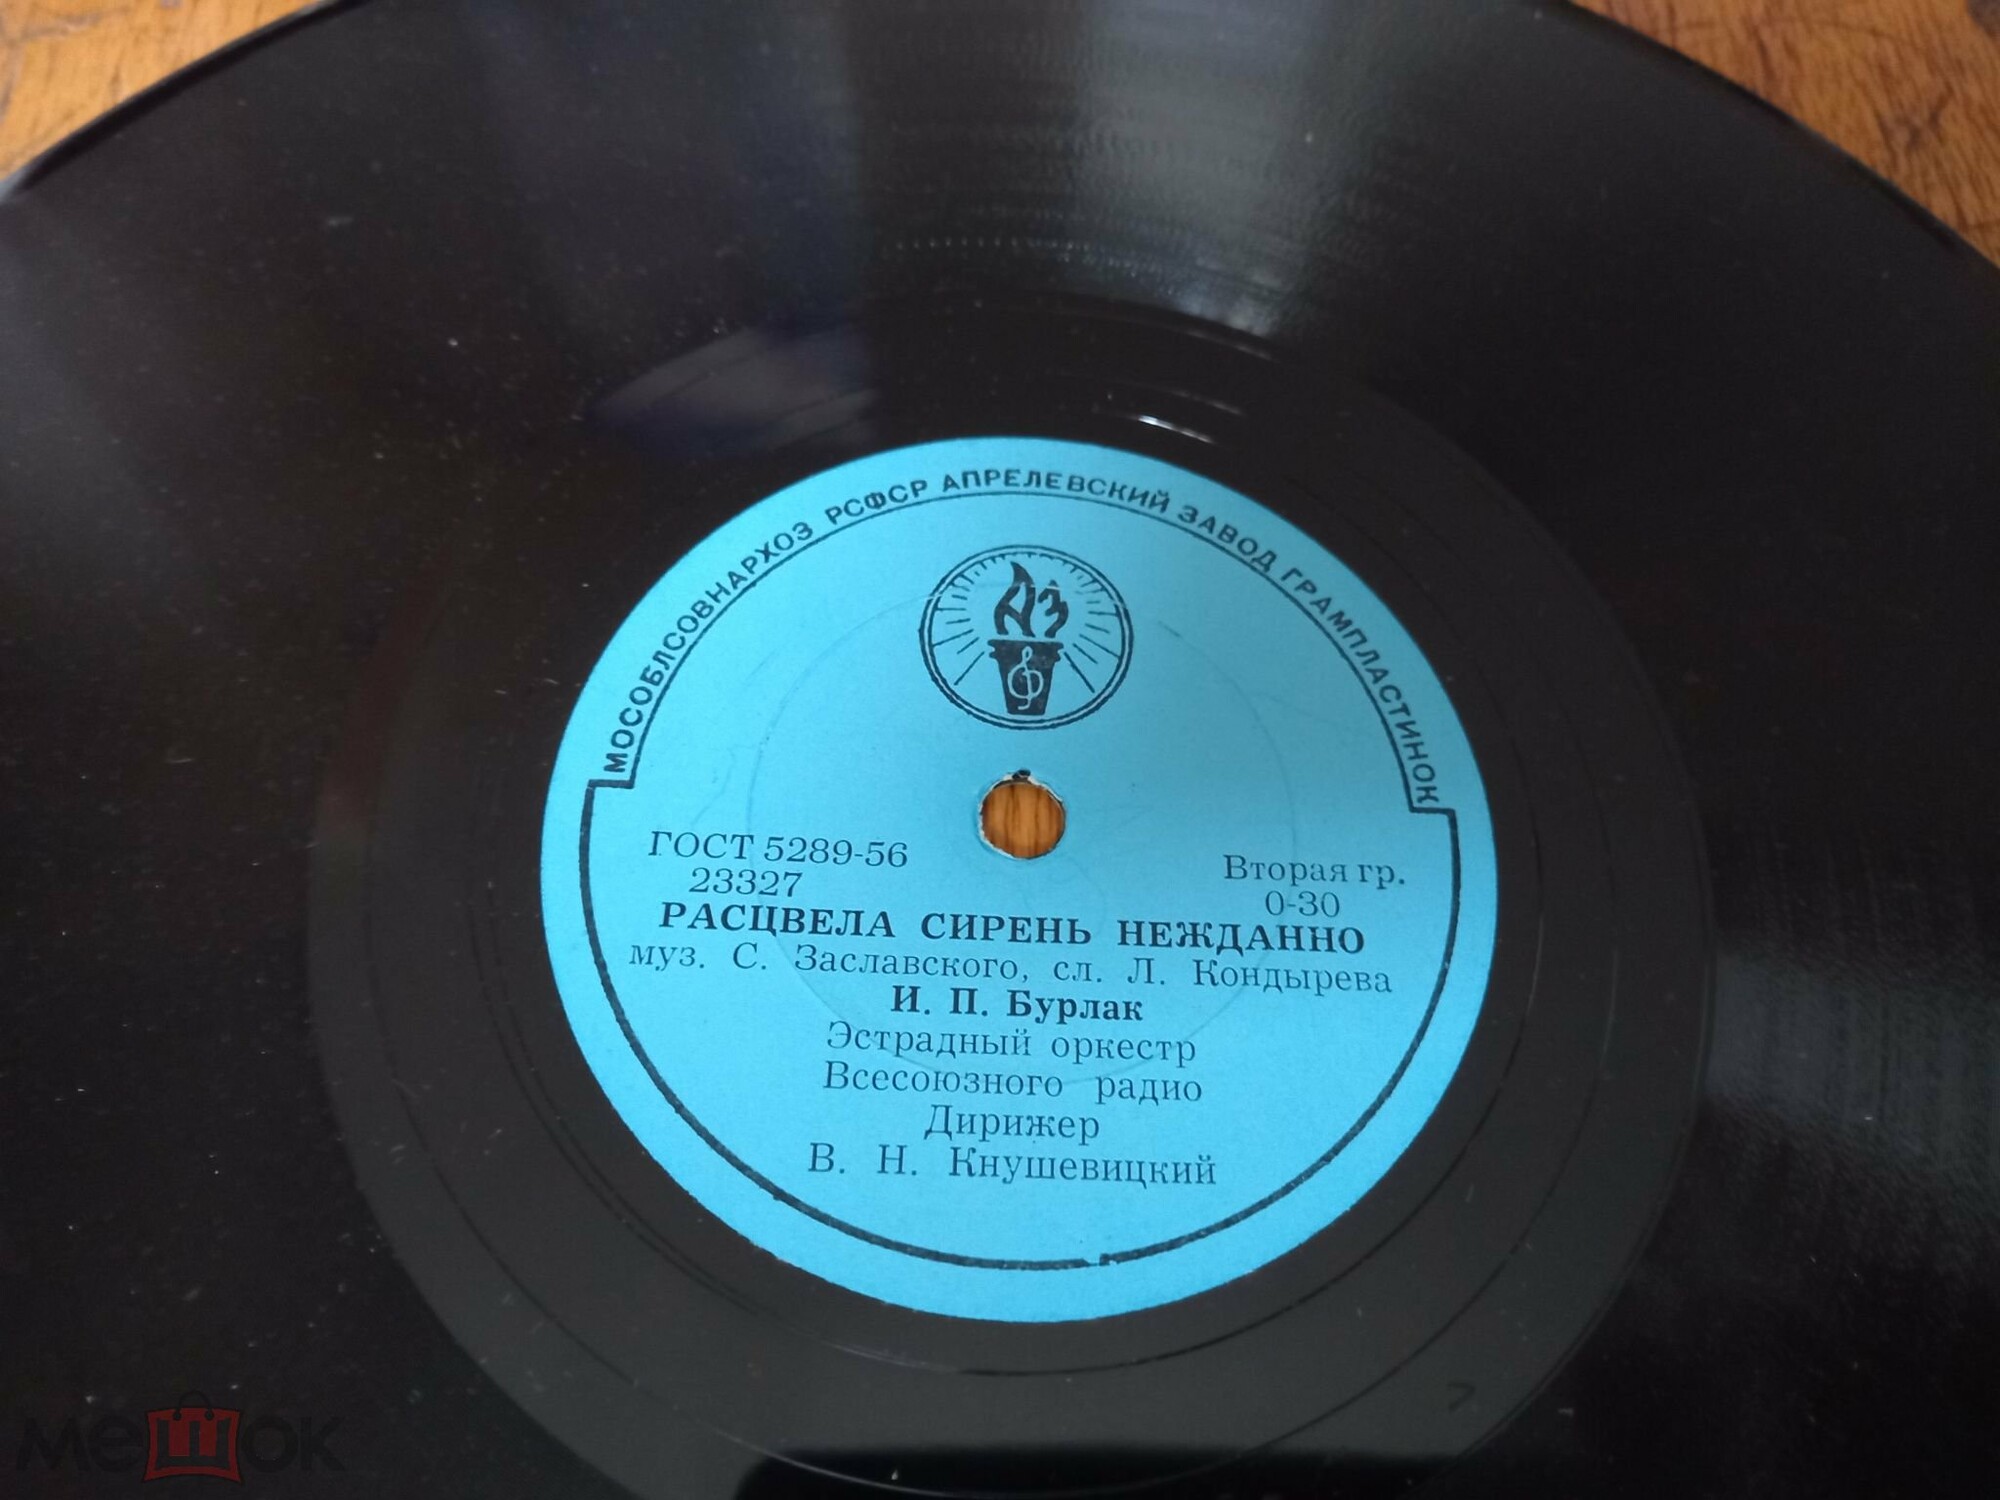 МОСОБЛСОВНАРХОЗ РСФСР АПРЕЛЕВСКИЙ ЗАВОД ГРАМПЛАСТИНОК
АЗ
ГОСТ 5289-56
23327
Вторая гр.
0-30
РАСЦВЕЛА СИРЕНЬ НЕЖДАННО
муз. С. Заславского, сл. Л. Кондырева
И. П. Бурлак
Эстрадный оркестр
Всесоюзного радио
Дирижер
В. Н. Кнушевицкий
мешок